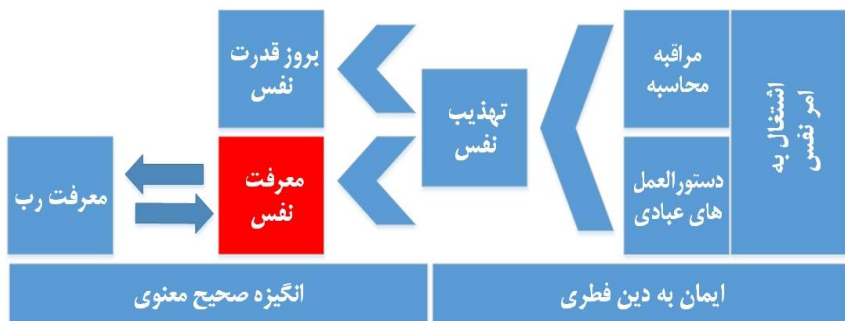 اشتغال به
امر نفس
مراقبه
محاسبه
دستورالعمل
های عبادی
تهذیب
نفس
بروز قدرت
نفس
معرفت
نفس
معرفت رب
ایمان به دین فطری
انگیزه صحیح معنوی